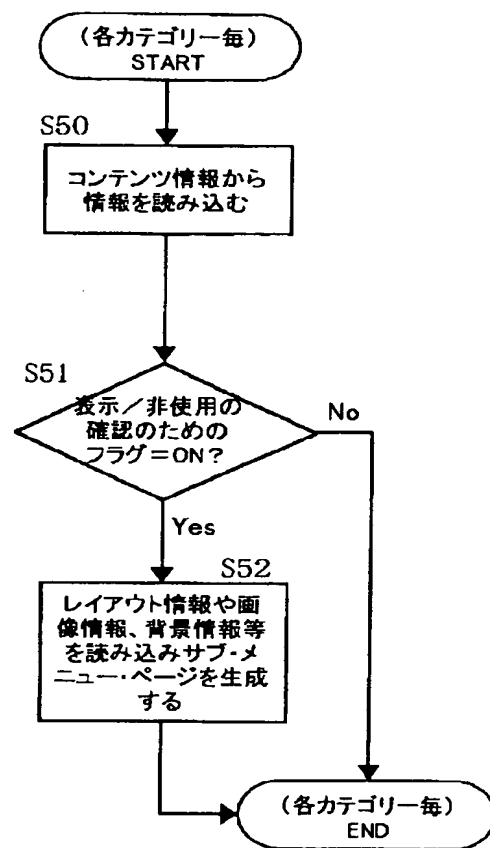 (各カテゴリー毎)
START
S50
コンテンツ情報から
情報を読み込む
S51
表示／非使用の
確認のための
フラグ＝ON？
No
Yes
S52
レイアウト情報や画
像情報、背景情報等
を読み込みサブ・メ
ニュー・ページを生成
する
(各カテゴリー毎)
END